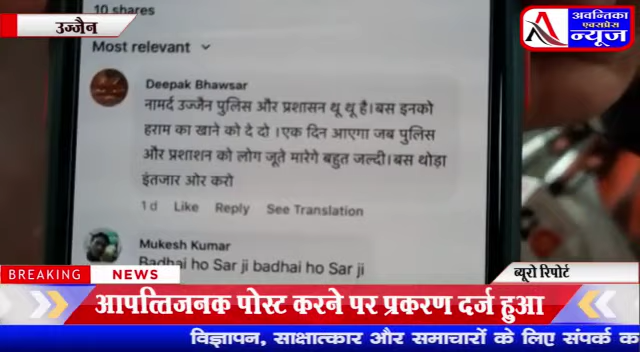 10 shares
उज्जैन
अवन्तिका
एक्सप्रेस
न्यूज
Most relevant
Deepak Bhawsar
नामर्द उज्जैन पुलिस और प्रशासन थू थू है।बस इनको
हराम का खाने को दे दो ।एक दिन आएगा जब पुलिस
और प्रशाशन को लोग जूते मारेगे बहुत जल्दी।बस थोड़ा
इंतजार ओर करो
1 d Like Reply See Translation
Mukesh Kumar
Badhai ho Sar ji badhai ho Sar ji
BREAKING NEWS
ब्यूरो रिपोर्ट
आपत्तिजनक पोस्ट करने पर प्रकरण दर्ज हुआ
विज्ञापन, साक्षात्कार और समाचारों के लिए संपर्क क